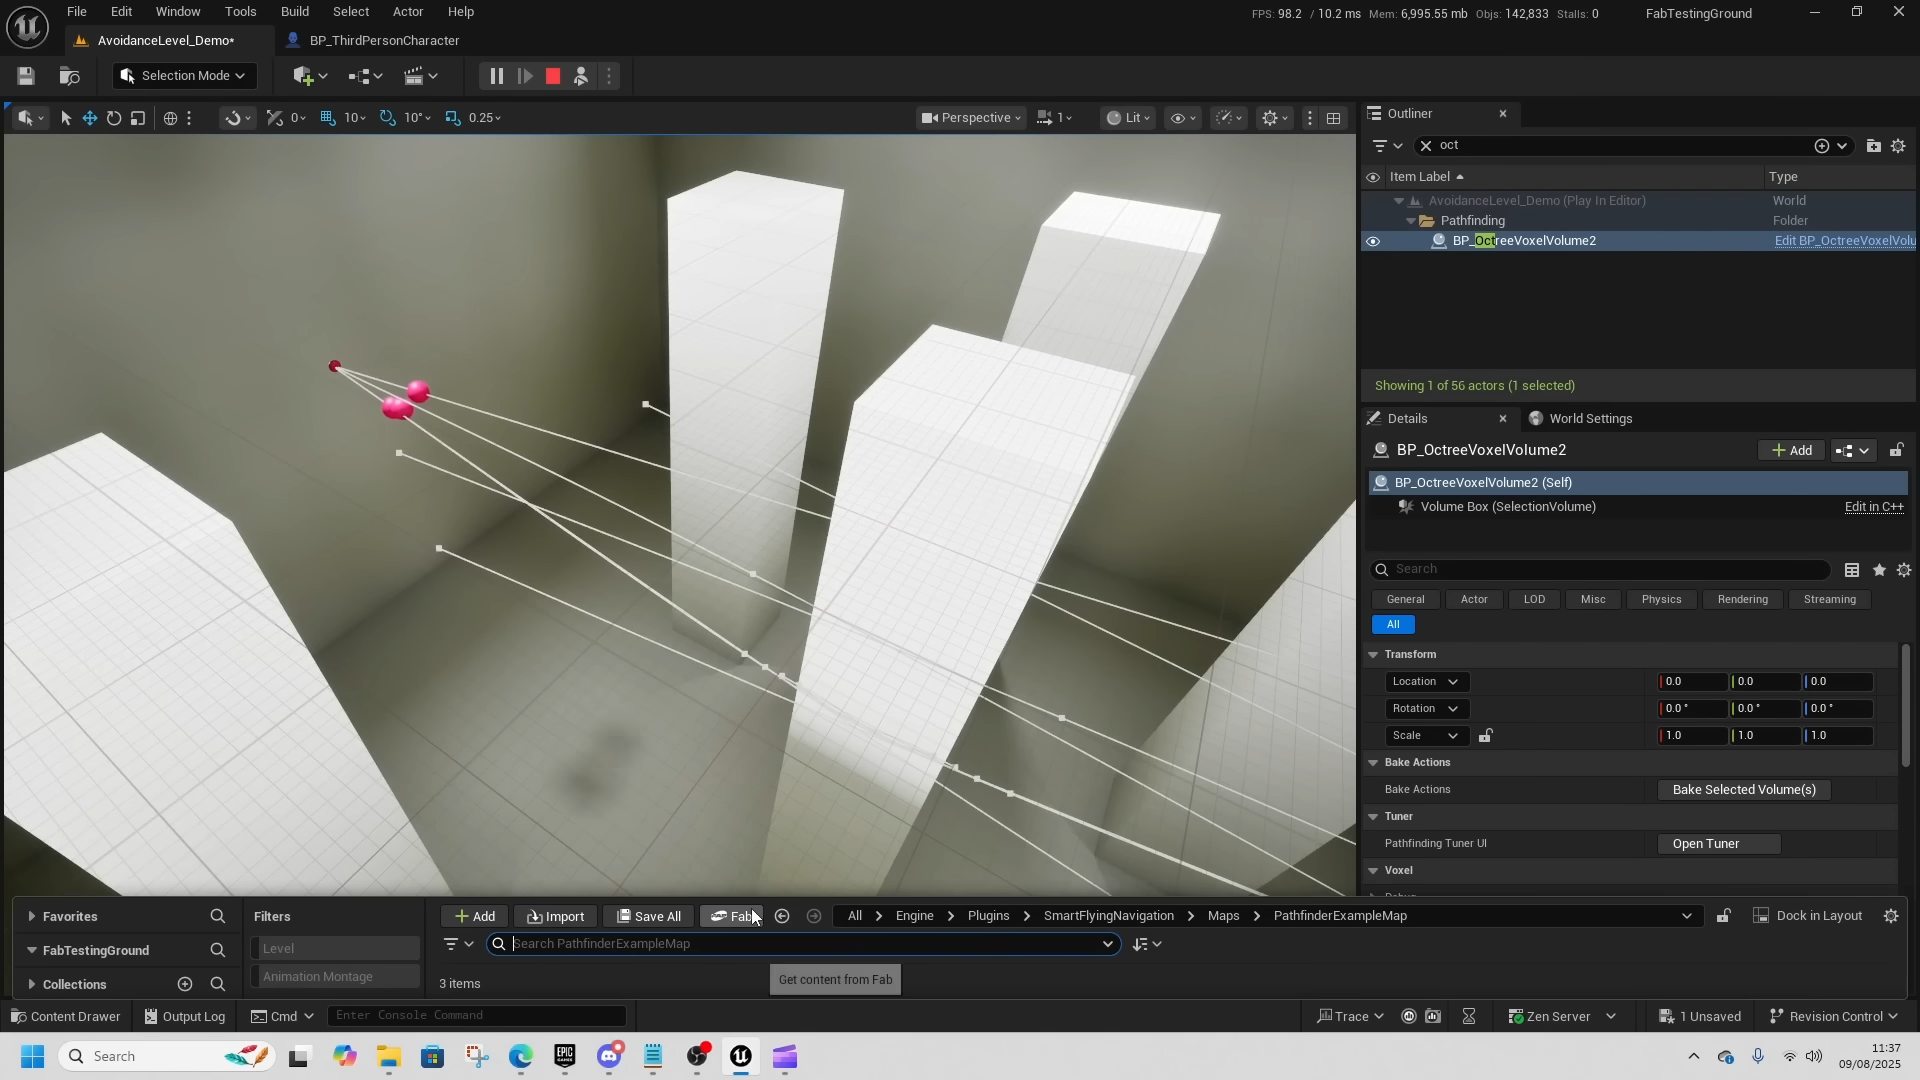 File Edit Window Tools Build Select Actor Help
FPS: 98.2 / 10.2 ms Mem: 6,995.55 mb Objs: 142,833 Stalls: 0 FabTestingGround
AvoidanceLevel_Demo* BP_ThirdPersonCharacter
Selection Mode
0 10 10° 0.25 Perspective 1 Lit
Outliner
oct
Item Label Type
AvoidanceLevel_Demo (Play In Editor) World
Pathfinding Folder
BP_OctreeVoxelVolume2 Edit BP_OctreeVoxelVolu
Showing 1 of 56 actors (1 selected)
Details World Settings
BP_OctreeVoxelVolume2 Add
BP_OctreeVoxelVolume2 (Self)
Volume Box (SelectionVolume) Edit in C++
Search
General Actor LOD Misc Physics Rendering Streaming
All
Transform
Location 0.0 0.0 0.0
Rotation 0.0 ° 0.0 ° 0.0 °
Scale 1.0 1.0 1.0
Bake Actions
Bake Actions Bake Selected Volume(s)
Tuner
Pathfinding Tuner UI Open Tuner
Voxel
Favorites Filters Add Import Save All Fab All Engine Plugins SmartFlyingNavigation Maps PathfinderExampleMap Dock in Layout
FabTestingGround Level Search PathfinderExampleMap
Animation Montage
Collections 3 items Get content from Fab
Content Drawer Output Log Cmd Enter Console Command Trace Zen Server 1 Unsaved Revision Control
Search EPIC GAMES 11:37
09/08/2025